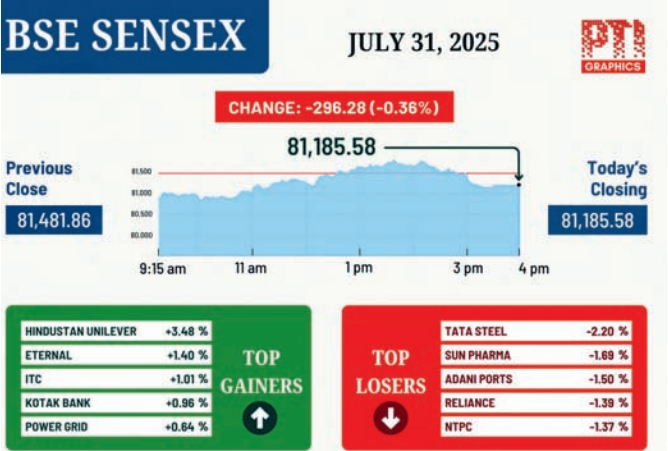 BSE SENSEX
JULY 31, 2025
PTI
GRAPHICS
CHANGE: -296.28 (-0.36%)
81,185.58
Previous
Close
81,481.86
Today's
Closing
81,185.58
81,500
81,000
80,500
80,000
9:15 am 11 am 1 pm 3 pm 4 pm
HINDUSTAN UNILEVER +3.48 %
ETERNAL +1.40 %
ITC +1.01 %
KOTAK BANK +0.96 %
POWER GRID +0.64 %
TOP
GAINERS
TOP
LOSERS
TATA STEEL -2.20 %
SUN PHARMA -1.69 %
ADANI PORTS -1.50 %
RELIANCE -1.39 %
NTPC -1.37 %